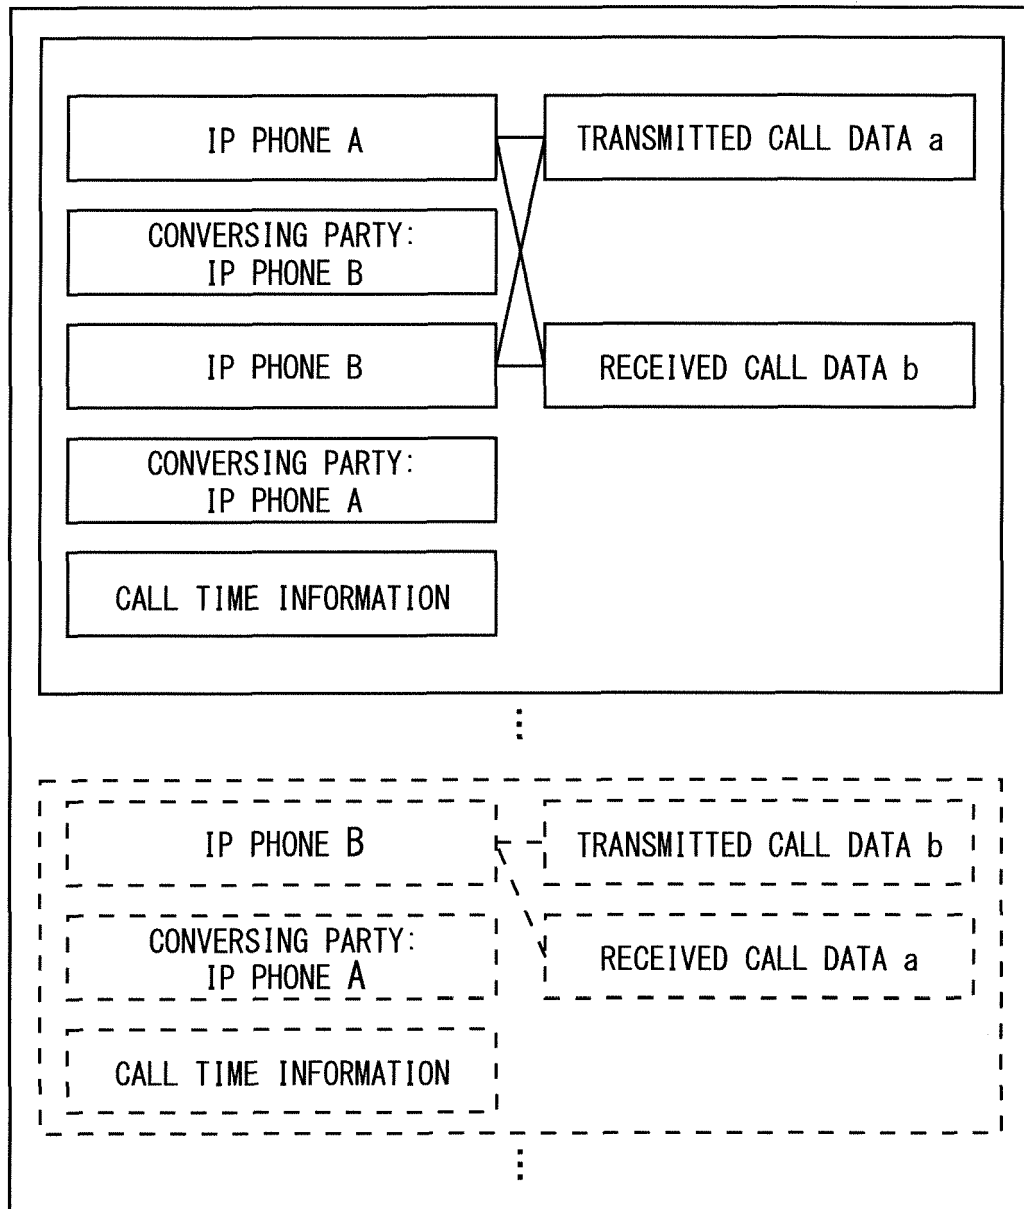 IP PHONE A
TRANSMITTED CALL DATA a
CONVERSING PARTY:
IP PHONE B
IP PHONE B
RECEIVED CALL DATA b
CONVERSING PARTY:
IP PHONE A
CALL TIME INFORMATION
IP PHONE B
TRANSMITTED CALL DATA b
CONVERSING PARTY:
IP PHONE A
RECEIVED CALL DATA a
CALL TIME INFORMATION